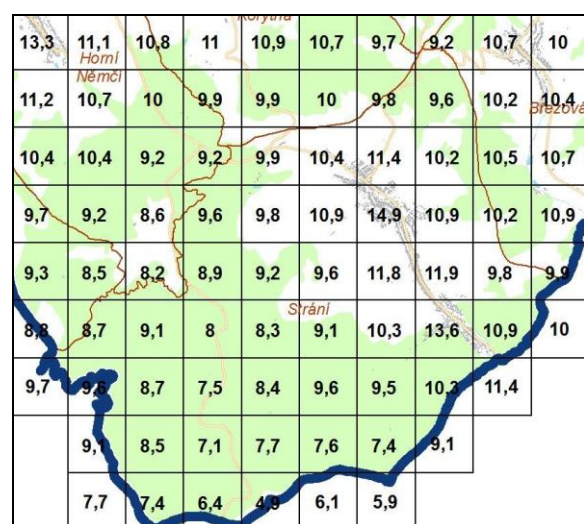 Korytná
13,3 11,1 10,8 11 10,9 10,7 9,7 9,2 10,7 10
Horní
Němčí
11,2 10,7 10 9,9 9,9 10 9,8 9,6 10,2 10,4
Březová
10,4 10,4 9,2 9,2 9,9 10,4 11,4 10,2 10,5 10,7
9,7 9,2 8,6 9,6 9,8 10,9 14,9 10,9 10,2 10,9
9,3 8,5 8,2 8,9 9,2 9,6 11,8 11,9 9,8 9,9
Strání
8,8 8,7 9,1 8 8,3 9,1 10,3 13,6 10,9 10
9,7 9,6 8,7 7,5 8,4 9,6 9,5 10,3 11,4
9,1 8,5 7,1 7,7 7,6 7,4 9,1
7,7 7,4 6,4 4,9 6,1 5,9